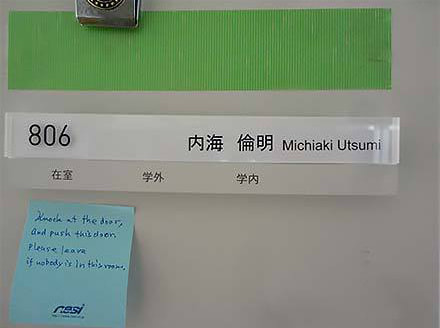 806 内海 倫明 Michiaki Utsumi
在室 学外 学内
Knock at the door,
And push this door.
Please leave
if nobody is in this room.
nesi